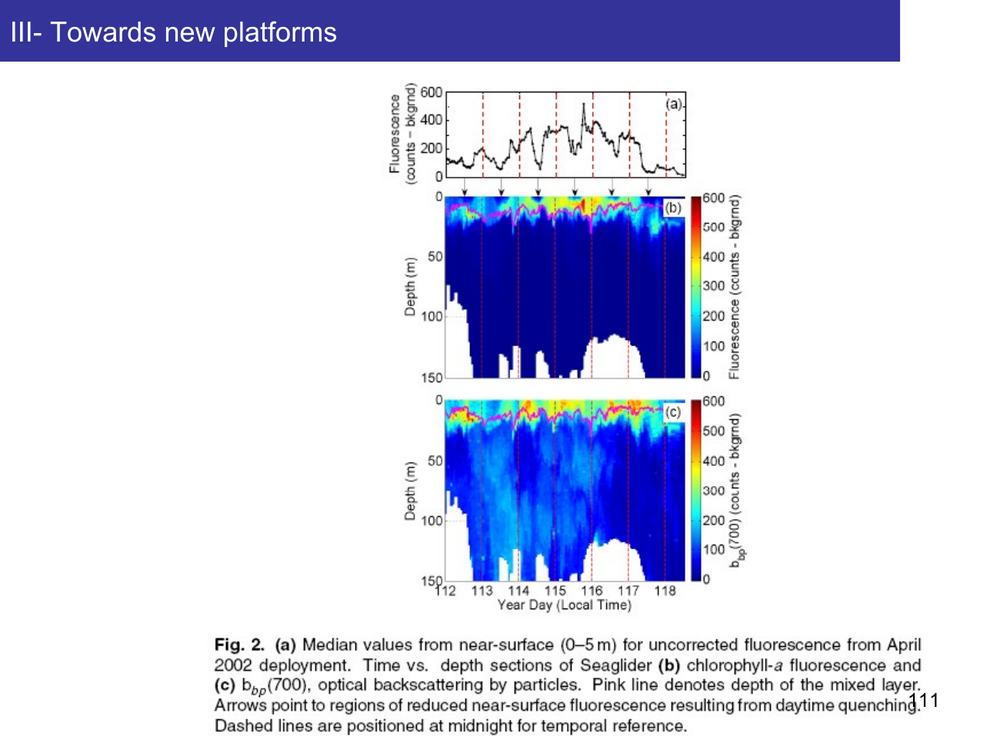 III- Towards new platforms
600
400
200
0
Fluorescence
(counts – bkgrnd)
(a)
0
50
100
150
Depth (m)
(b)
600
500
400
300
200
100
0
Fluorescence (counts - bkgrnd)
0
50
100
150
Depth (m)
(c)
600
500
400
300
200
100
0
bbp(700) (counts - bkgrnd)
112 113 114 115 116 117 118
Year Day (Local Time)
Fig. 2. (a) Median values from near-surface (0–5 m) for uncorrected fluorescence from April
2002 deployment. Time vs. depth sections of Seaglider (b) chlorophyll-a fluorescence and
(c) bbp(700), optical backscattering by particles. Pink line denotes depth of the mixed layer.
Arrows point to regions of reduced near-surface fluorescence resulting from daytime quenching.
Dashed lines are positioned at midnight for temporal reference.
111